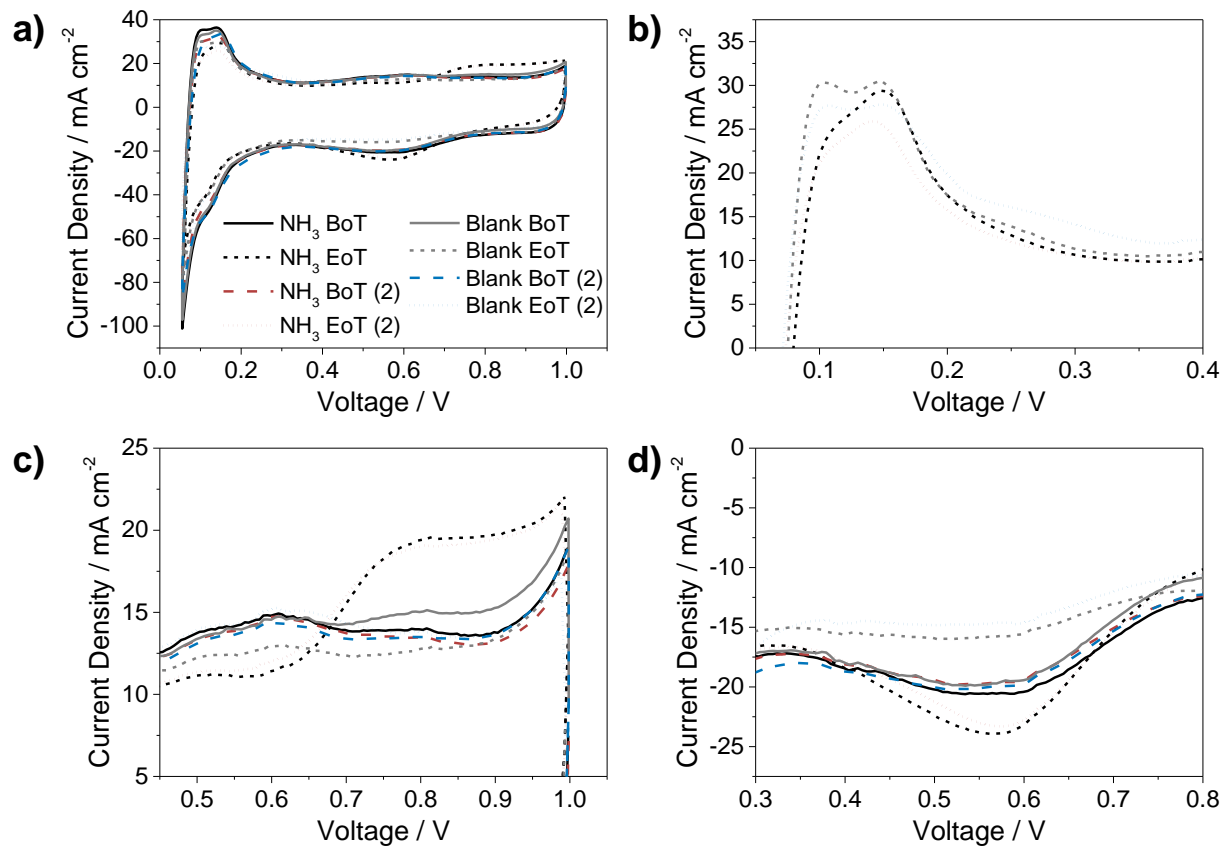 a)
Current Density / mA cm⁻²
40
20
0
-20
-40
-60
-80
-100
0.0 0.2 0.4 0.6 0.8 1.0
Voltage / V
NH₃ BoT
NH₃ EoT
NH₃ BoT (2)
NH₃ EoT (2)
Blank BoT
Blank EoT
Blank BoT (2)
Blank EoT (2)
b)
Current Density / mA cm⁻²
35
30
25
20
15
10
5
0
0.1 0.2 0.3 0.4
Voltage / V
c)
Current Density / mA cm⁻²
25
20
15
10
5
0.5 0.6 0.7 0.8 0.9 1.0
Voltage / V
d)
Current Density / mA cm⁻²
0
-5
-10
-15
-20
-25
0.3 0.4 0.5 0.6 0.7 0.8
Voltage / V